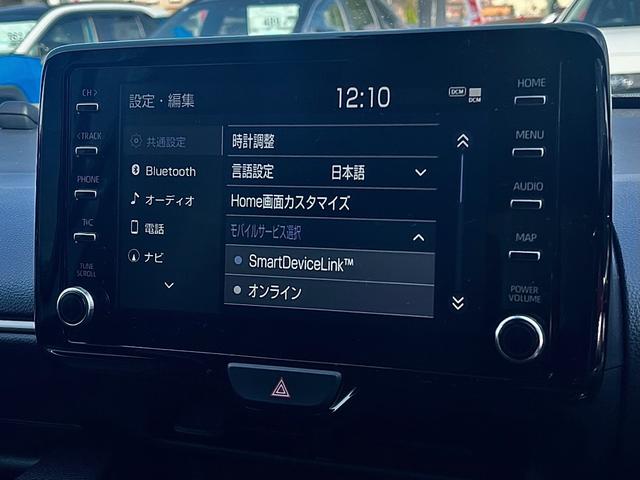 CH>
<TRACK
PHONE
T/C
TUNE
SCROLL
設定・編集
12:10
DCM
DCM
共通設定
Bluetooth
オーディオ
電話
ナビ
時計調整
言語設定 日本語
Home画面カスタマイズ
モバイルサービス選択
SmartDeviceLink™
オンライン
HOME
MENU
AUDIO
MAP
POWER
VOLUME